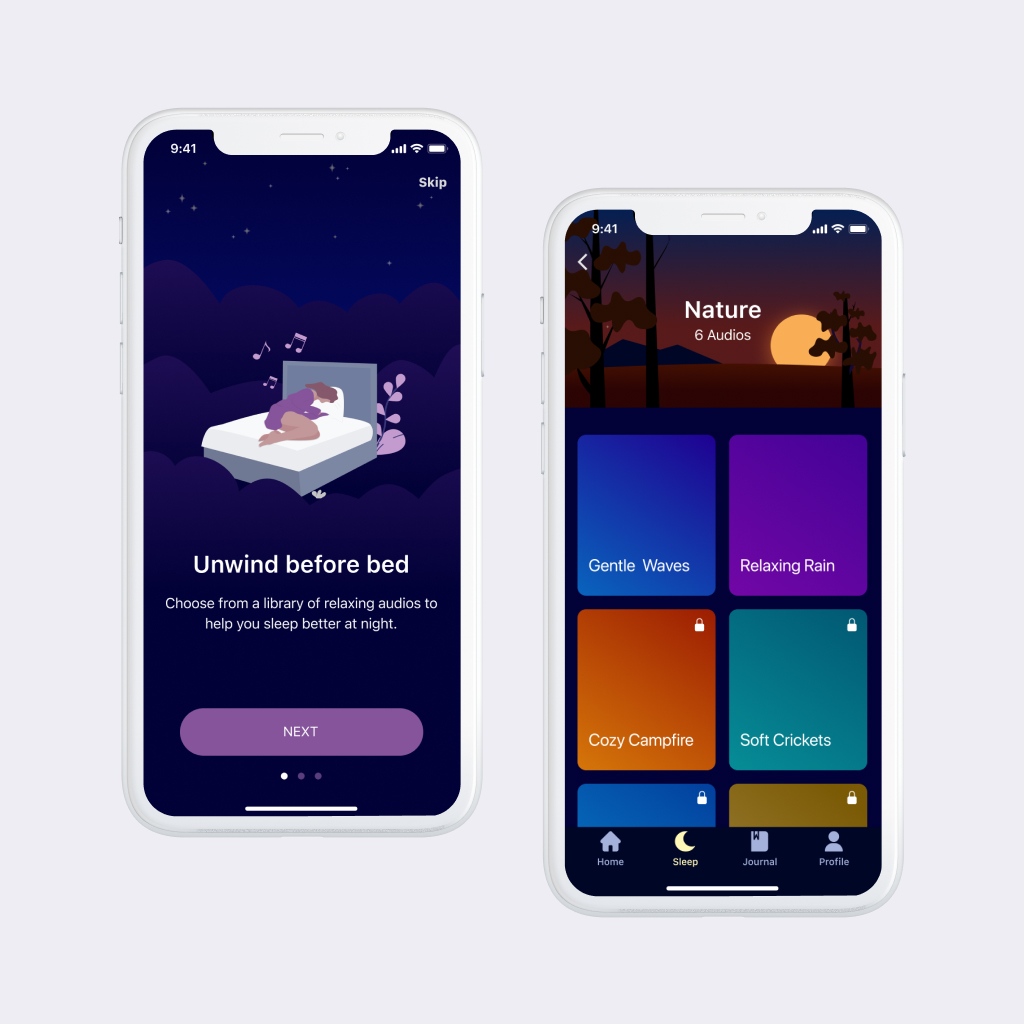 9:41
Skip
Unwind before bed
Choose from a library of relaxing audios to
help you sleep better at night.
NEXT
9:41
Nature
6 Audios
Gentle Waves
Relaxing Rain
Cozy Campfire
Soft Crickets
Home
Sleep
Journal
Profile